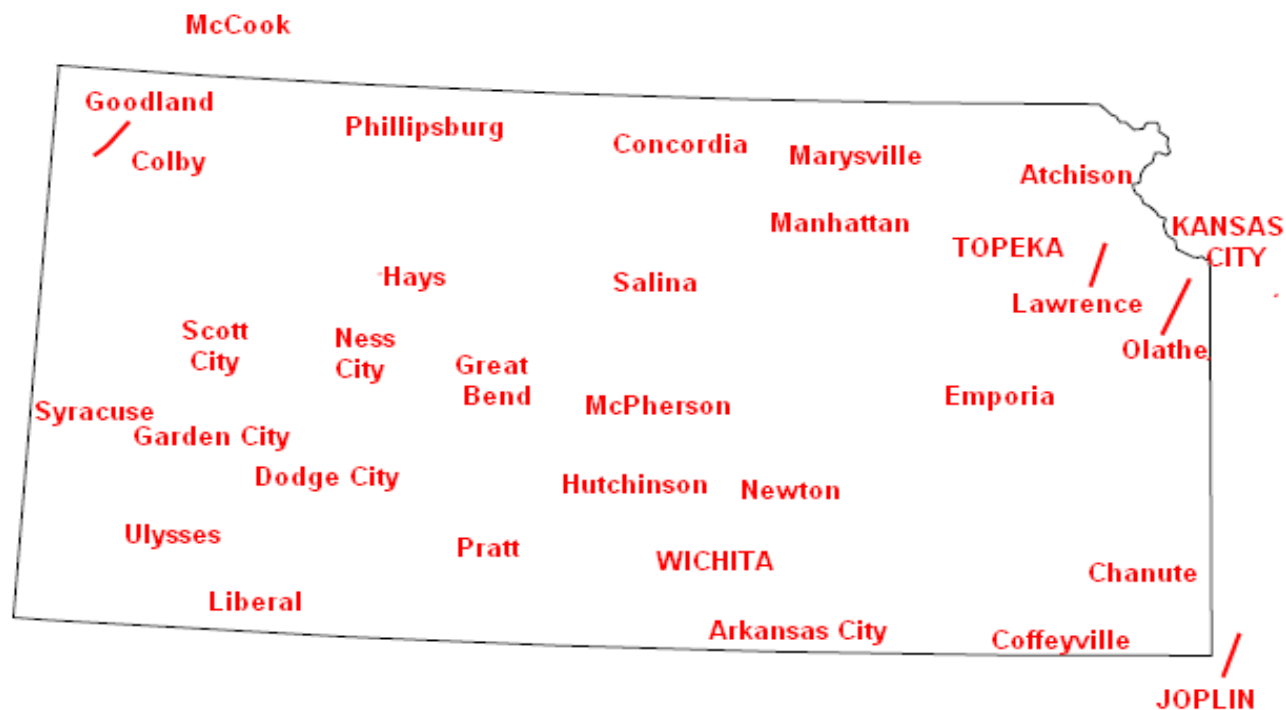 McCook
Goodland
Phillipsburg
Concordia
Marysville
Colby
Atchison
Manhattan
KANSAS
CITY
TOPEKA
Hays
Salina
Lawrence
Scott
City
Ness
City
Olathe
Great
Bend
McPherson
Emporia
Syracuse
Garden City
Dodge City
Hutchinson
Newton
Ulysses
Pratt
WICHITA
Chanute
Liberal
Arkansas City
Coffeyville
JOPLIN